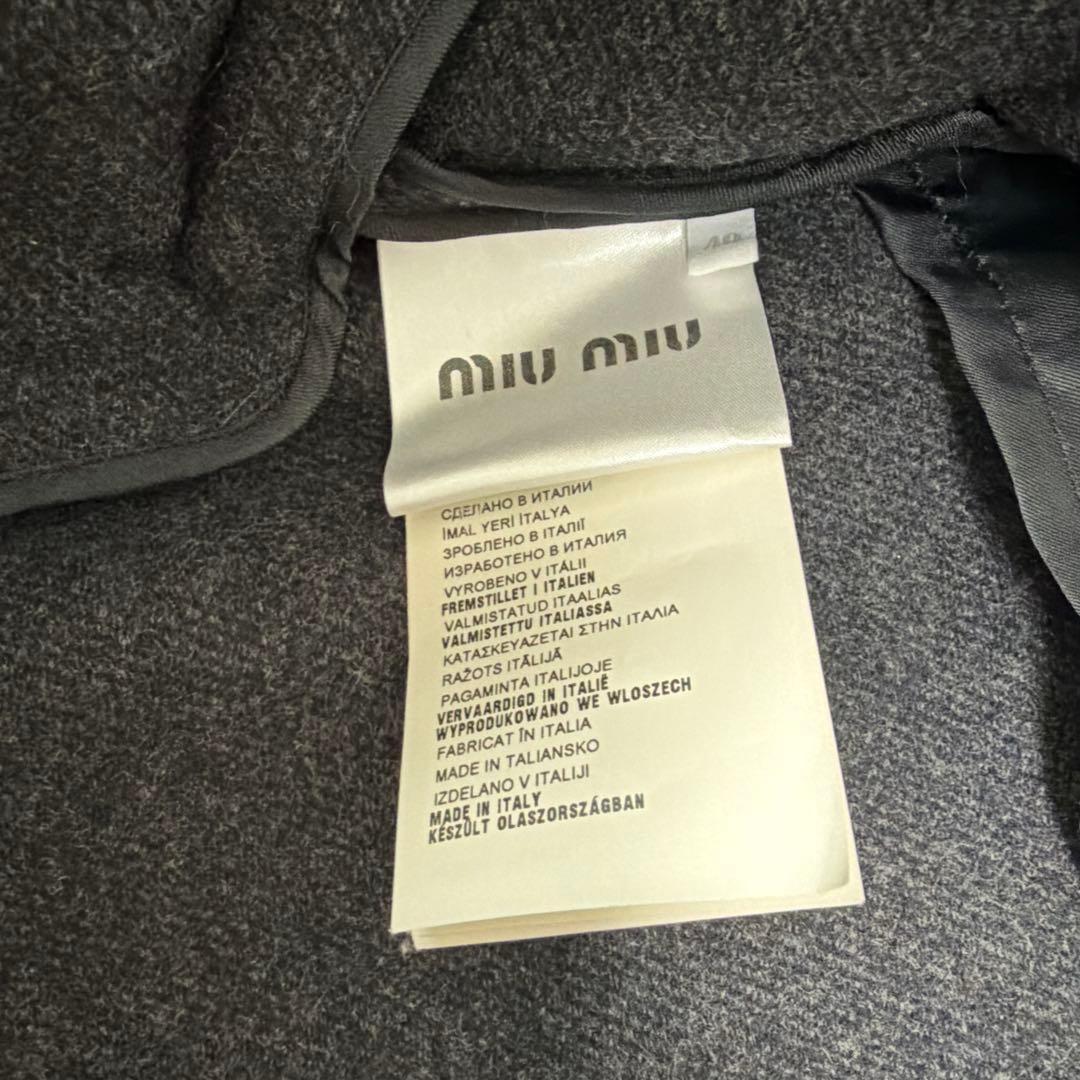 40
miu miu
СДЕЛАНО В ИТАЛИИ
İMAL YERİ İTALYA
ЗРОБЛЕНО В ІТАЛІЇ
ИЗРАБОТЕНО В ИТАЛИЯ
VYROBENO V ITÁLII
FREMSTILLET I ITALIEN
VALMISTATUD ITAALIAS
VALMISTETTU ITALIASSA
ΚΑΤΑΣΚΕΥΑΖΕΤΑΙ ΣΤΗΝ ΙΤΑΛΙΑ
RAŽOTS ITĀLIJĀ
PAGAMINTA ITALIJOJE
VERVAARDIGD IN ITALIË
WYPRODUKOWANO WE WLOSZECH
FABRICAT ÎN ITALIA
MADE IN TALIANSKO
IZDELANO V ITALIJI
MADE IN ITALY
KÉSZÜLT OLASZORSZÁGBAN